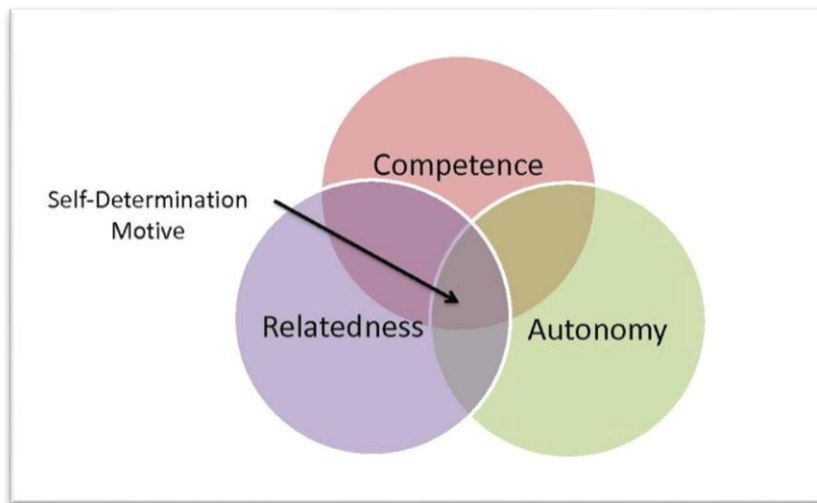 Competence
Self-Determination
Motive
Relatedness
Autonomy